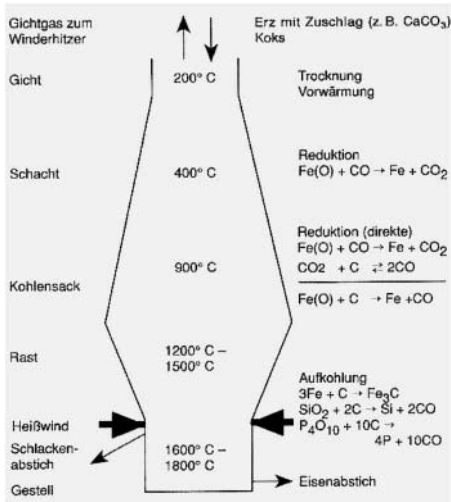 Gichtgas zum
Winderhitzer
Erz mit Zuschlag (z. B. CaCO3)
Koks
Gicht
200° C
Trocknung
Vorwärmung
Schacht
400° C
Reduktion
Fe(O) + CO → Fe + CO2
Kohlensack
900° C
Reduktion (direkte)
Fe(O) + CO → Fe + CO2
CO2 + C ⇄ 2CO
Fe(O) + C → Fe +CO
Rast
1200° C –
1500° C
Aufkohlung
3Fe + C → Fe3C
SiO2 + 2C → Si + 2CO
P4O10 + 10C →
4P + 10CO
Heißwind
Schlacken-
abstich
1600° C –
1800° C
Gestell
Eisenabstich